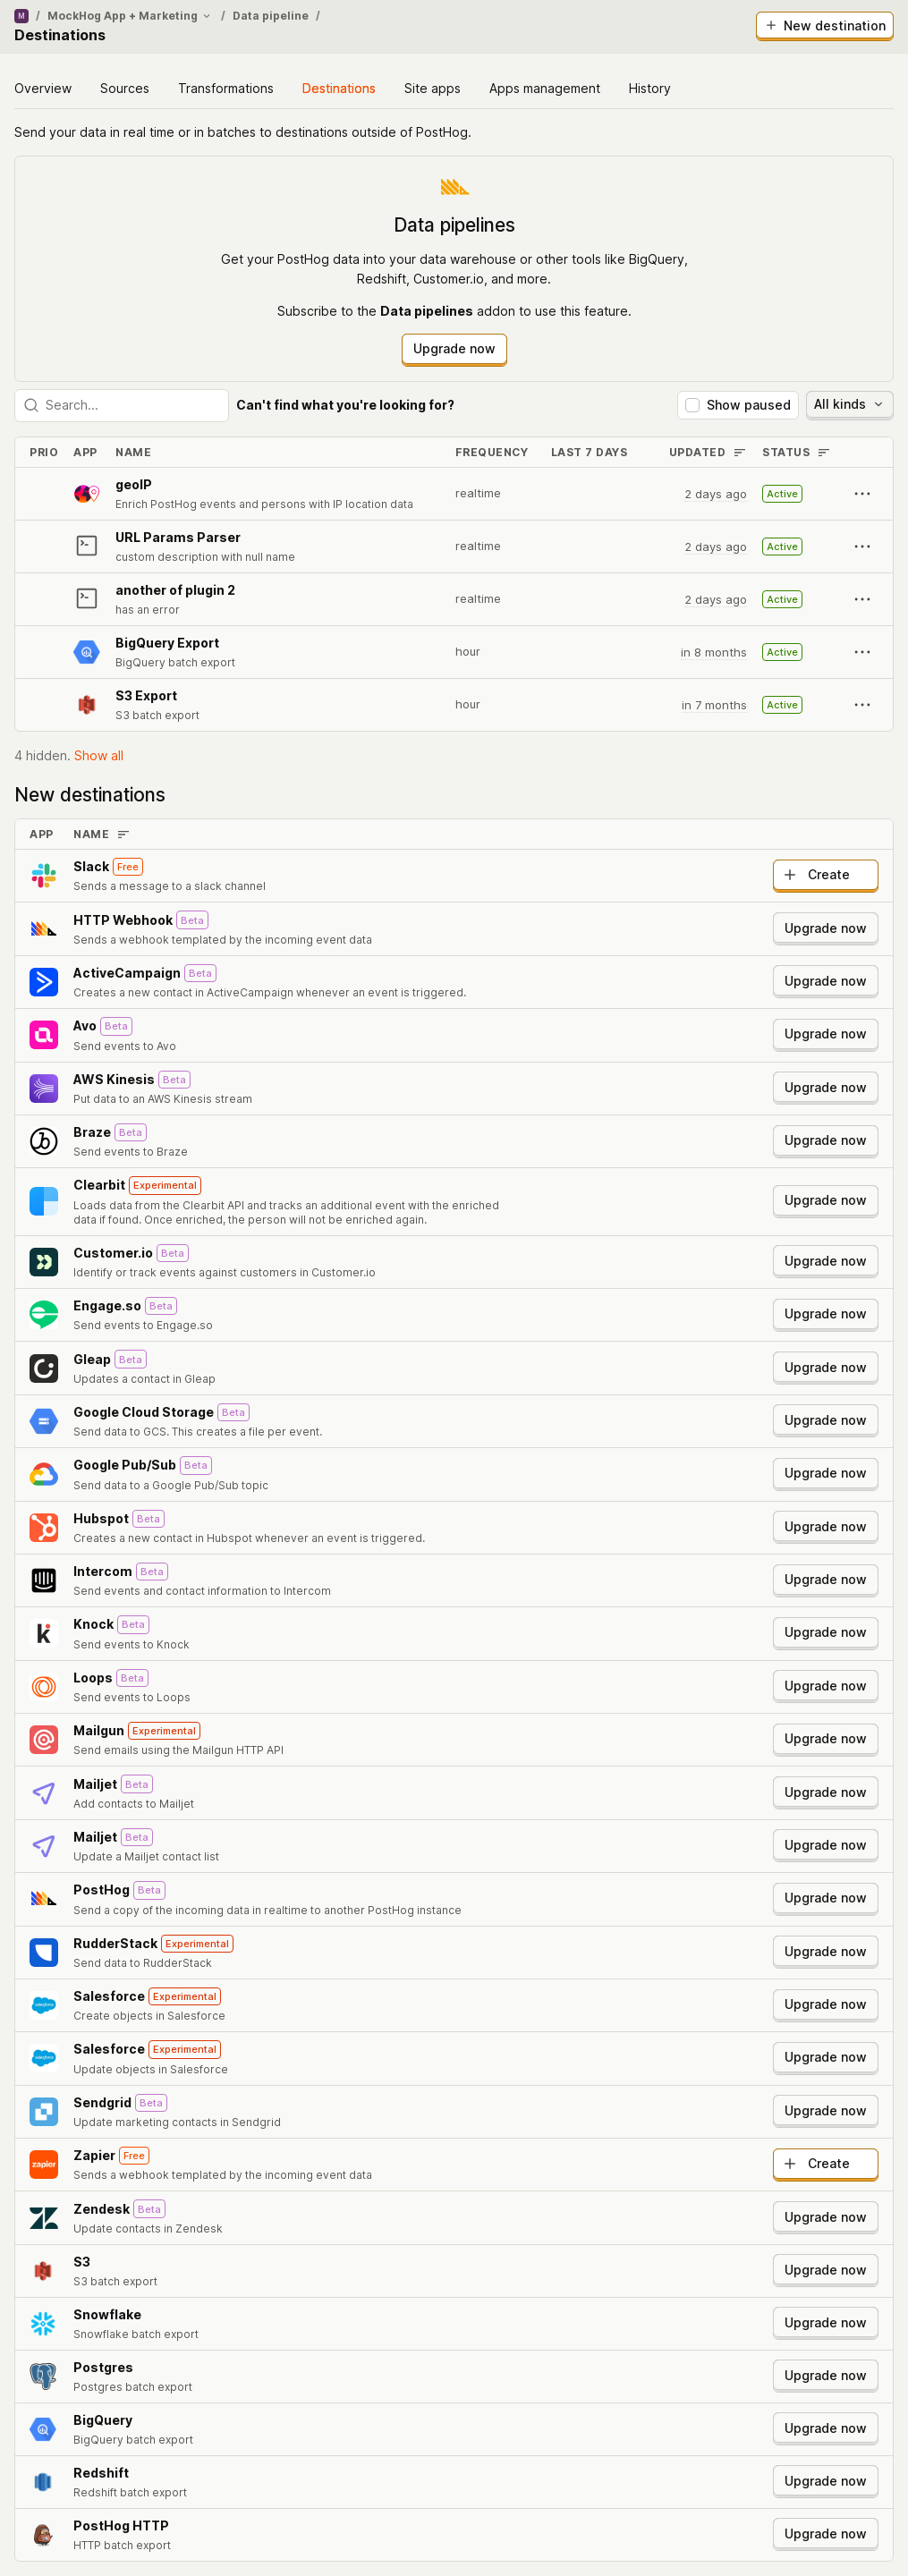 M / MockHog App + Marketing / Data pipeline /
Destinations
New destination
Overview Sources Transformations Destinations Site apps Apps management History
Send your data in real time or in batches to destinations outside of PostHog.
Data pipelines
Get your PostHog data into your data warehouse or other tools like BigQuery,
Redshift, Customer.io, and more.
Subscribe to the Data pipelines addon to use this feature.
Upgrade now
Search... Can't find what you're looking for? Show paused All kinds
PRIO APP NAME FREQUENCY LAST 7 DAYS UPDATED STATUS
geoIP
Enrich PostHog events and persons with IP location data
realtime 2 days ago Active
URL Params Parser
custom description with null name
realtime 2 days ago Active
another of plugin 2
has an error
realtime 2 days ago Active
BigQuery Export
BigQuery batch export
hour in 8 months Active
S3 Export
S3 batch export
hour in 7 months Active
4 hidden. Show all
New destinations
APP NAME
Slack Free
Sends a message to a slack channel
Create
HTTP Webhook Beta
Sends a webhook templated by the incoming event data
Upgrade now
ActiveCampaign Beta
Creates a new contact in ActiveCampaign whenever an event is triggered.
Upgrade now
Avo Beta
Send events to Avo
Upgrade now
AWS Kinesis Beta
Put data to an AWS Kinesis stream
Upgrade now
Braze Beta
Send events to Braze
Upgrade now
Clearbit Experimental
Loads data from the Clearbit API and tracks an additional event with the enriched
data if found. Once enriched, the person will not be enriched again.
Upgrade now
Customer.io Beta
Identify or track events against customers in Customer.io
Upgrade now
Engage.so Beta
Send events to Engage.so
Upgrade now
Gleap Beta
Updates a contact in Gleap
Upgrade now
Google Cloud Storage Beta
Send data to GCS. This creates a file per event.
Upgrade now
Google Pub/Sub Beta
Send data to a Google Pub/Sub topic
Upgrade now
Hubspot Beta
Creates a new contact in Hubspot whenever an event is triggered.
Upgrade now
Intercom Beta
Send events and contact information to Intercom
Upgrade now
Knock Beta
Send events to Knock
Upgrade now
Loops Beta
Send events to Loops
Upgrade now
Mailgun Experimental
Send emails using the Mailgun HTTP API
Upgrade now
Mailjet Beta
Add contacts to Mailjet
Upgrade now
Mailjet Beta
Update a Mailjet contact list
Upgrade now
PostHog Beta
Send a copy of the incoming data in realtime to another PostHog instance
Upgrade now
RudderStack Experimental
Send data to RudderStack
Upgrade now
Salesforce Experimental
Create objects in Salesforce
Upgrade now
Salesforce Experimental
Update objects in Salesforce
Upgrade now
Sendgrid Beta
Update marketing contacts in Sendgrid
Upgrade now
zapier
Zapier Free
Sends a webhook templated by the incoming event data
Create
Zendesk Beta
Update contacts in Zendesk
Upgrade now
S3
S3 batch export
Upgrade now
Snowflake
Snowflake batch export
Upgrade now
Postgres
Postgres batch export
Upgrade now
BigQuery
BigQuery batch export
Upgrade now
Redshift
Redshift batch export
Upgrade now
PostHog HTTP
HTTP batch export
Upgrade now